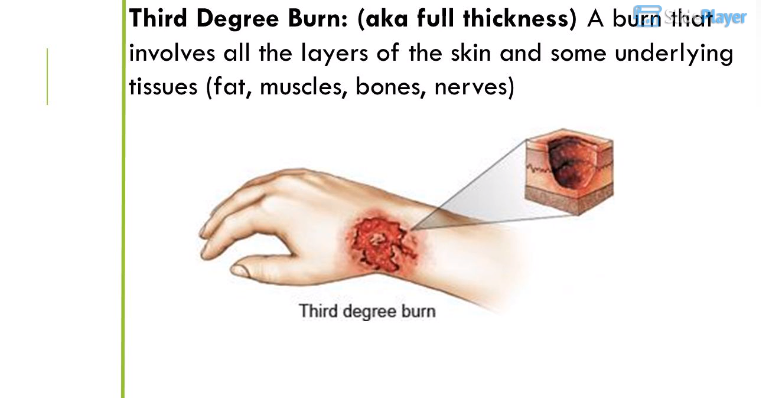 Third Degree Burn: (aka full thickness) A burn that
SlidePlayer
involves all the layers of the skin and some underlying
tissues (fat, muscles, bones, nerves)
Third degree burn